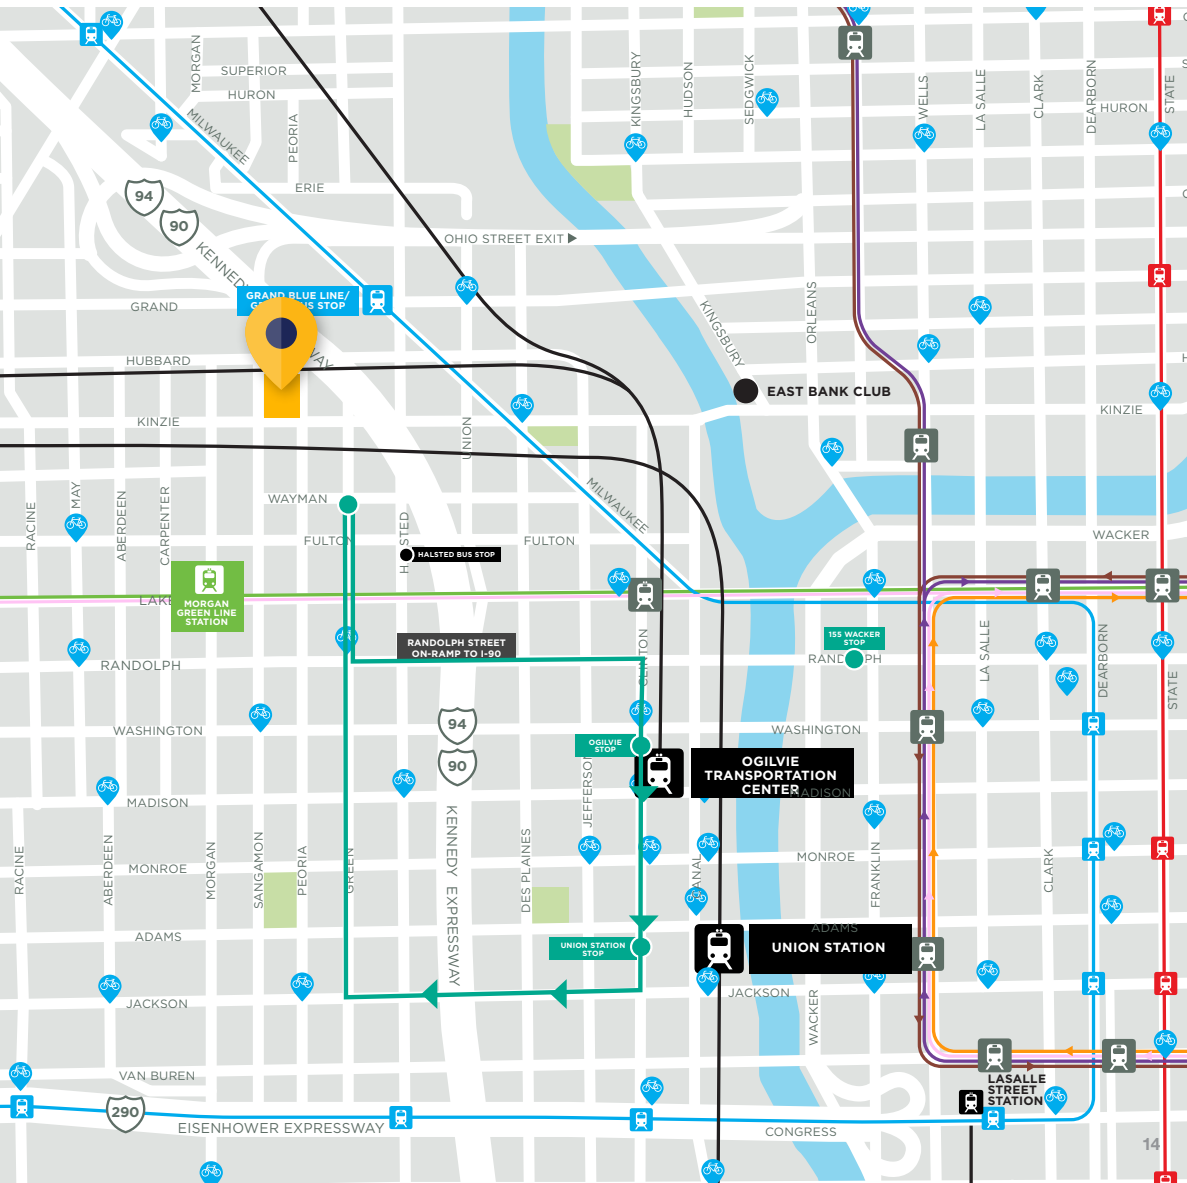 MORGAN
SUPERIOR
HURON
PEORIA
MILWAUKEE
ERIE
94
90
KENNEDY
OHIO STREET EXIT
KINGSBURY
HUDSON
SEDGWICK
WELLS
LA SALLE
CLARK
DEARBORN
HURON
STATE
GRAND BLUE LINE/
STOP
GRAND
HUBBARD
KINZIE
KINGSBURY
ORLEANS
EAST BANK CLUB
KINZIE
UNION
MILWAUKEE
RACINE
MAY
ABERDEEN
CARPENTER
WAYMAN
FULTON
HALSTED
HALSTED BUS STOP
FULTON
WACKER
MORGAN
GREEN LINE
STATION
LAKE
RANDOLPH
RANDOLPH STREET
ON-RAMP TO I-90
CLINTON
155 WACKER
STOP
RANDOLPH
LA SALLE
DEARBORN
STATE
WASHINGTON
94
90
OGILVIE
STOP
OGILVIE
TRANSPORTATION
CENTER
WASHINGTON
MADISON
MADISON
JEFFERSON
RACINE
ABERDEEN
MONROE
MORGAN
SANGAMON
PEORIA
GREEN
KENNEDY EXPRESSWAY
DES PLAINES
CANAL
MONROE
FRANKLIN
CLARK
ADAMS
ADAMS
UNION STATION
STOP
UNION STATION
JACKSON
JACKSON
WACKER
VAN BUREN
LASALLE
STREET
STATION
290
EISENHOWER EXPRESSWAY
CONGRESS
14